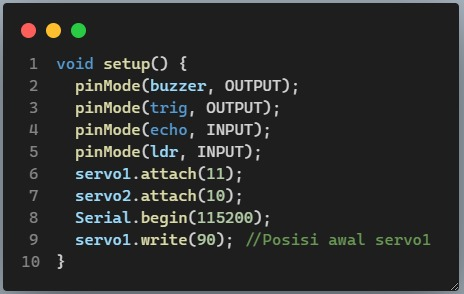 1 void setup() {
2   pinMode(buzzer, OUTPUT);
3   pinMode(trig, OUTPUT);
4   pinMode(echo, INPUT);
5   pinMode(ldr, INPUT);
6   servo1.attach(11);
7   servo2.attach(10);
8   Serial.begin(115200);
9   servo1.write(90); //Posisi awal servo1
10 }